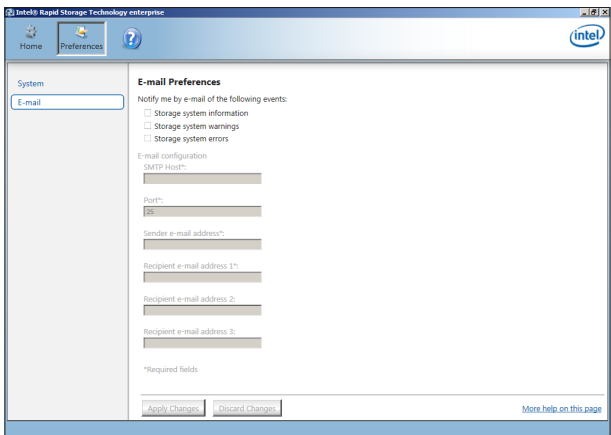 Intel® Rapid Storage Technology enterprise
Home
Preferences
intel
System
E-mail
E-mail Preferences
Notify me by e-mail of the following events:
Storage system information
Storage system warnings
Storage system errors
E-mail configuration
SMTP Host*:
Port*:
25
Sender e-mail address*:
Recipient e-mail address 1*:
Recipient e-mail address 2:
Recipient e-mail address 3:
*Required fields
Apply Changes
Discard Changes
More help on this page